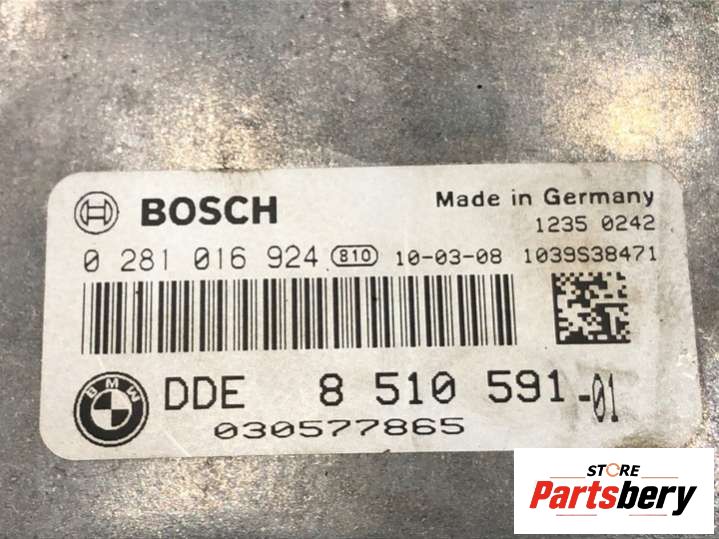 BOSCH
Made in Germany
1235 0242
0 281 016 924 810 10-03-08 1039S38471
BMW DDE 8 510 591-01
030577865
STORE
Partsbery